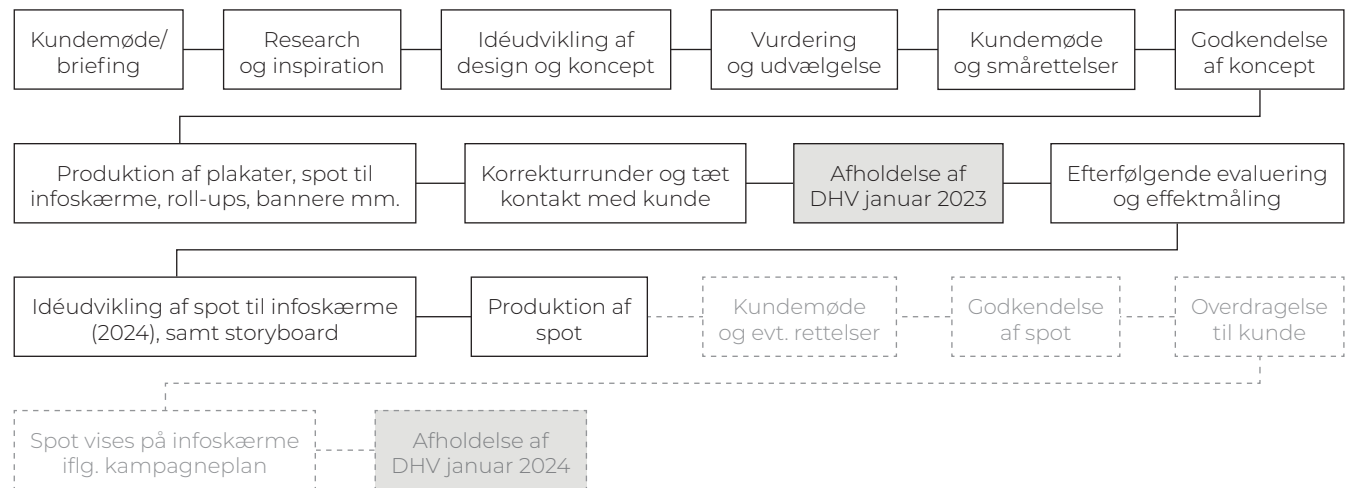 Kundemøde/
briefing
Research
og inspiration
Idéudvikling af
design og koncept
Vurdering
og udvælgelse
Kundemøde
og smårettelser
Godkendelse
af koncept
Produktion af plakater, spot til
infoskærme, roll-ups, bannere mm.
Korrekturrunder og tæt
kontakt med kunde
Afholdelse af
DHV januar 2023
Efterfølgende evaluering
og effektmåling
Idéudvikling af spot til infoskærme
(2024), samt storyboard
Produktion af
spot
Kundemøde
og evt. rettelser
Godkendelse
af spot
Overdragelse
til kunde
Spot vises på infoskærme
iflg. kampagneplan
Afholdelse af
DHV januar 2024